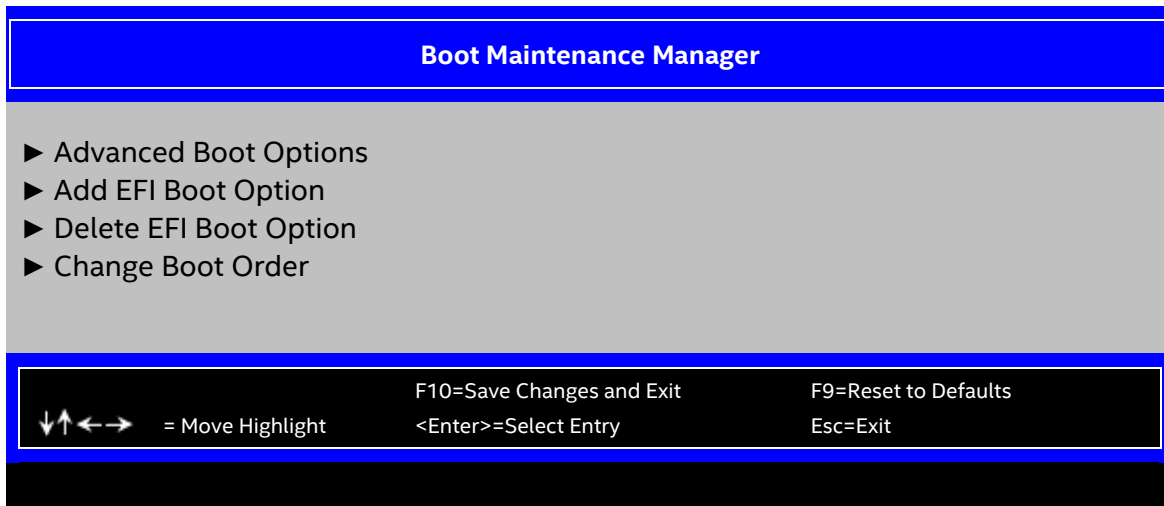 Boot Maintenance Manager
► Advanced Boot Options
► Add EFI Boot Option
► Delete EFI Boot Option
► Change Boot Order
F10=Save Changes and Exit F9=Reset to Defaults
↓↑←→ = Move Highlight <Enter>=Select Entry Esc=Exit